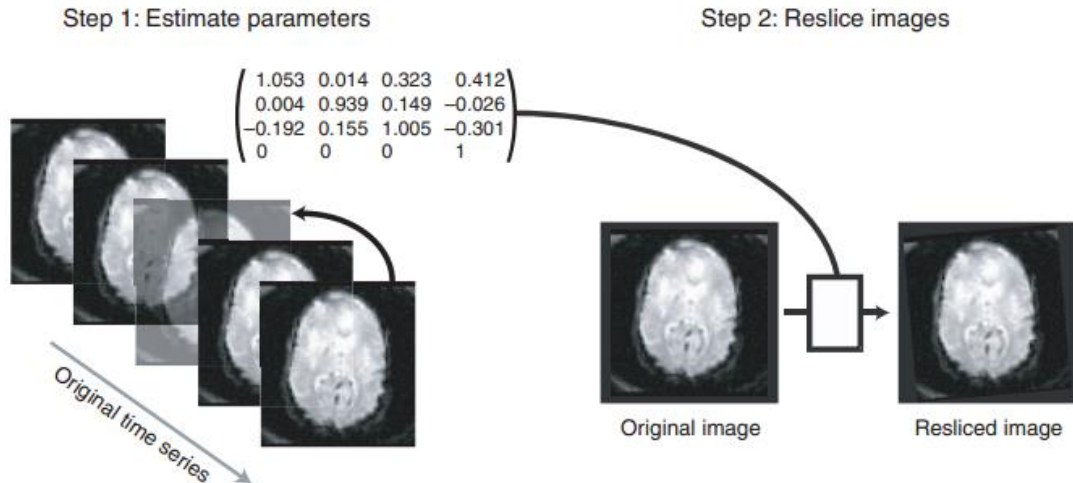 Step 1: Estimate parameters
Step 2: Reslice images
1.053 0.014 0.323 0.412
0.004 0.939 0.149 –0.026
–0.192 0.155 1.005 –0.301
0 0 0 1
Original time series
Original image
Resliced image